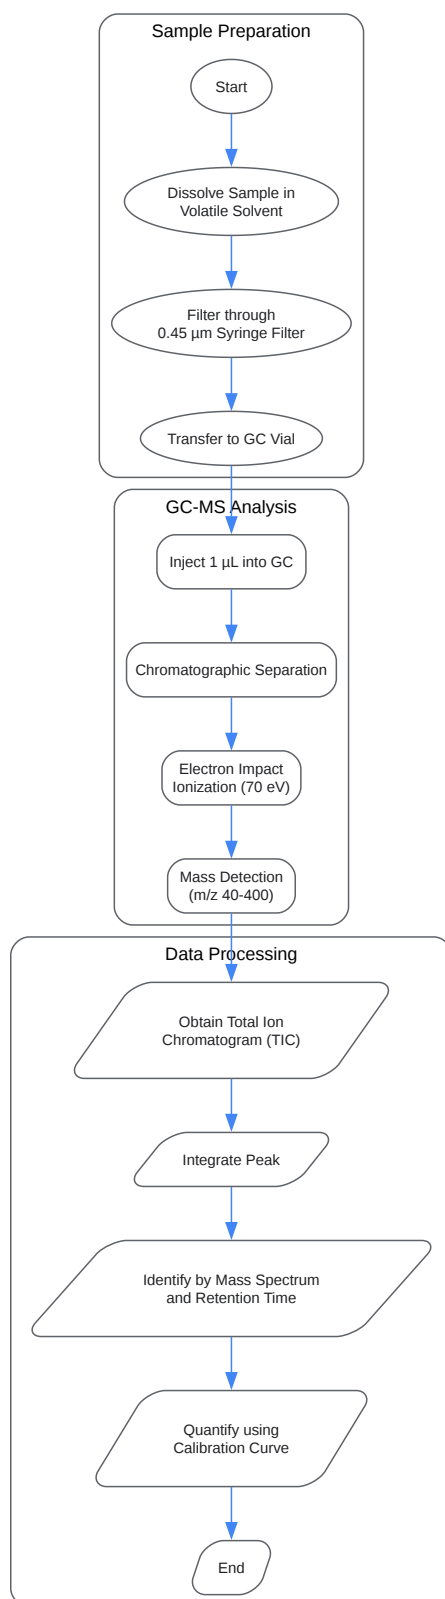 Sample Preparation
Start
Dissolve Sample in
Volatile Solvent
Filter through
0.45 µm Syringe Filter
Transfer to GC Vial
GC-MS Analysis
Inject 1 µL into GC
Chromatographic Separation
Electron Impact
Ionization (70 eV)
Mass Detection
(m/z 40-400)
Data Processing
Obtain Total Ion
Chromatogram (TIC)
Integrate Peak
Identify by Mass Spectrum
and Retention Time
Quantify using
Calibration Curve
End